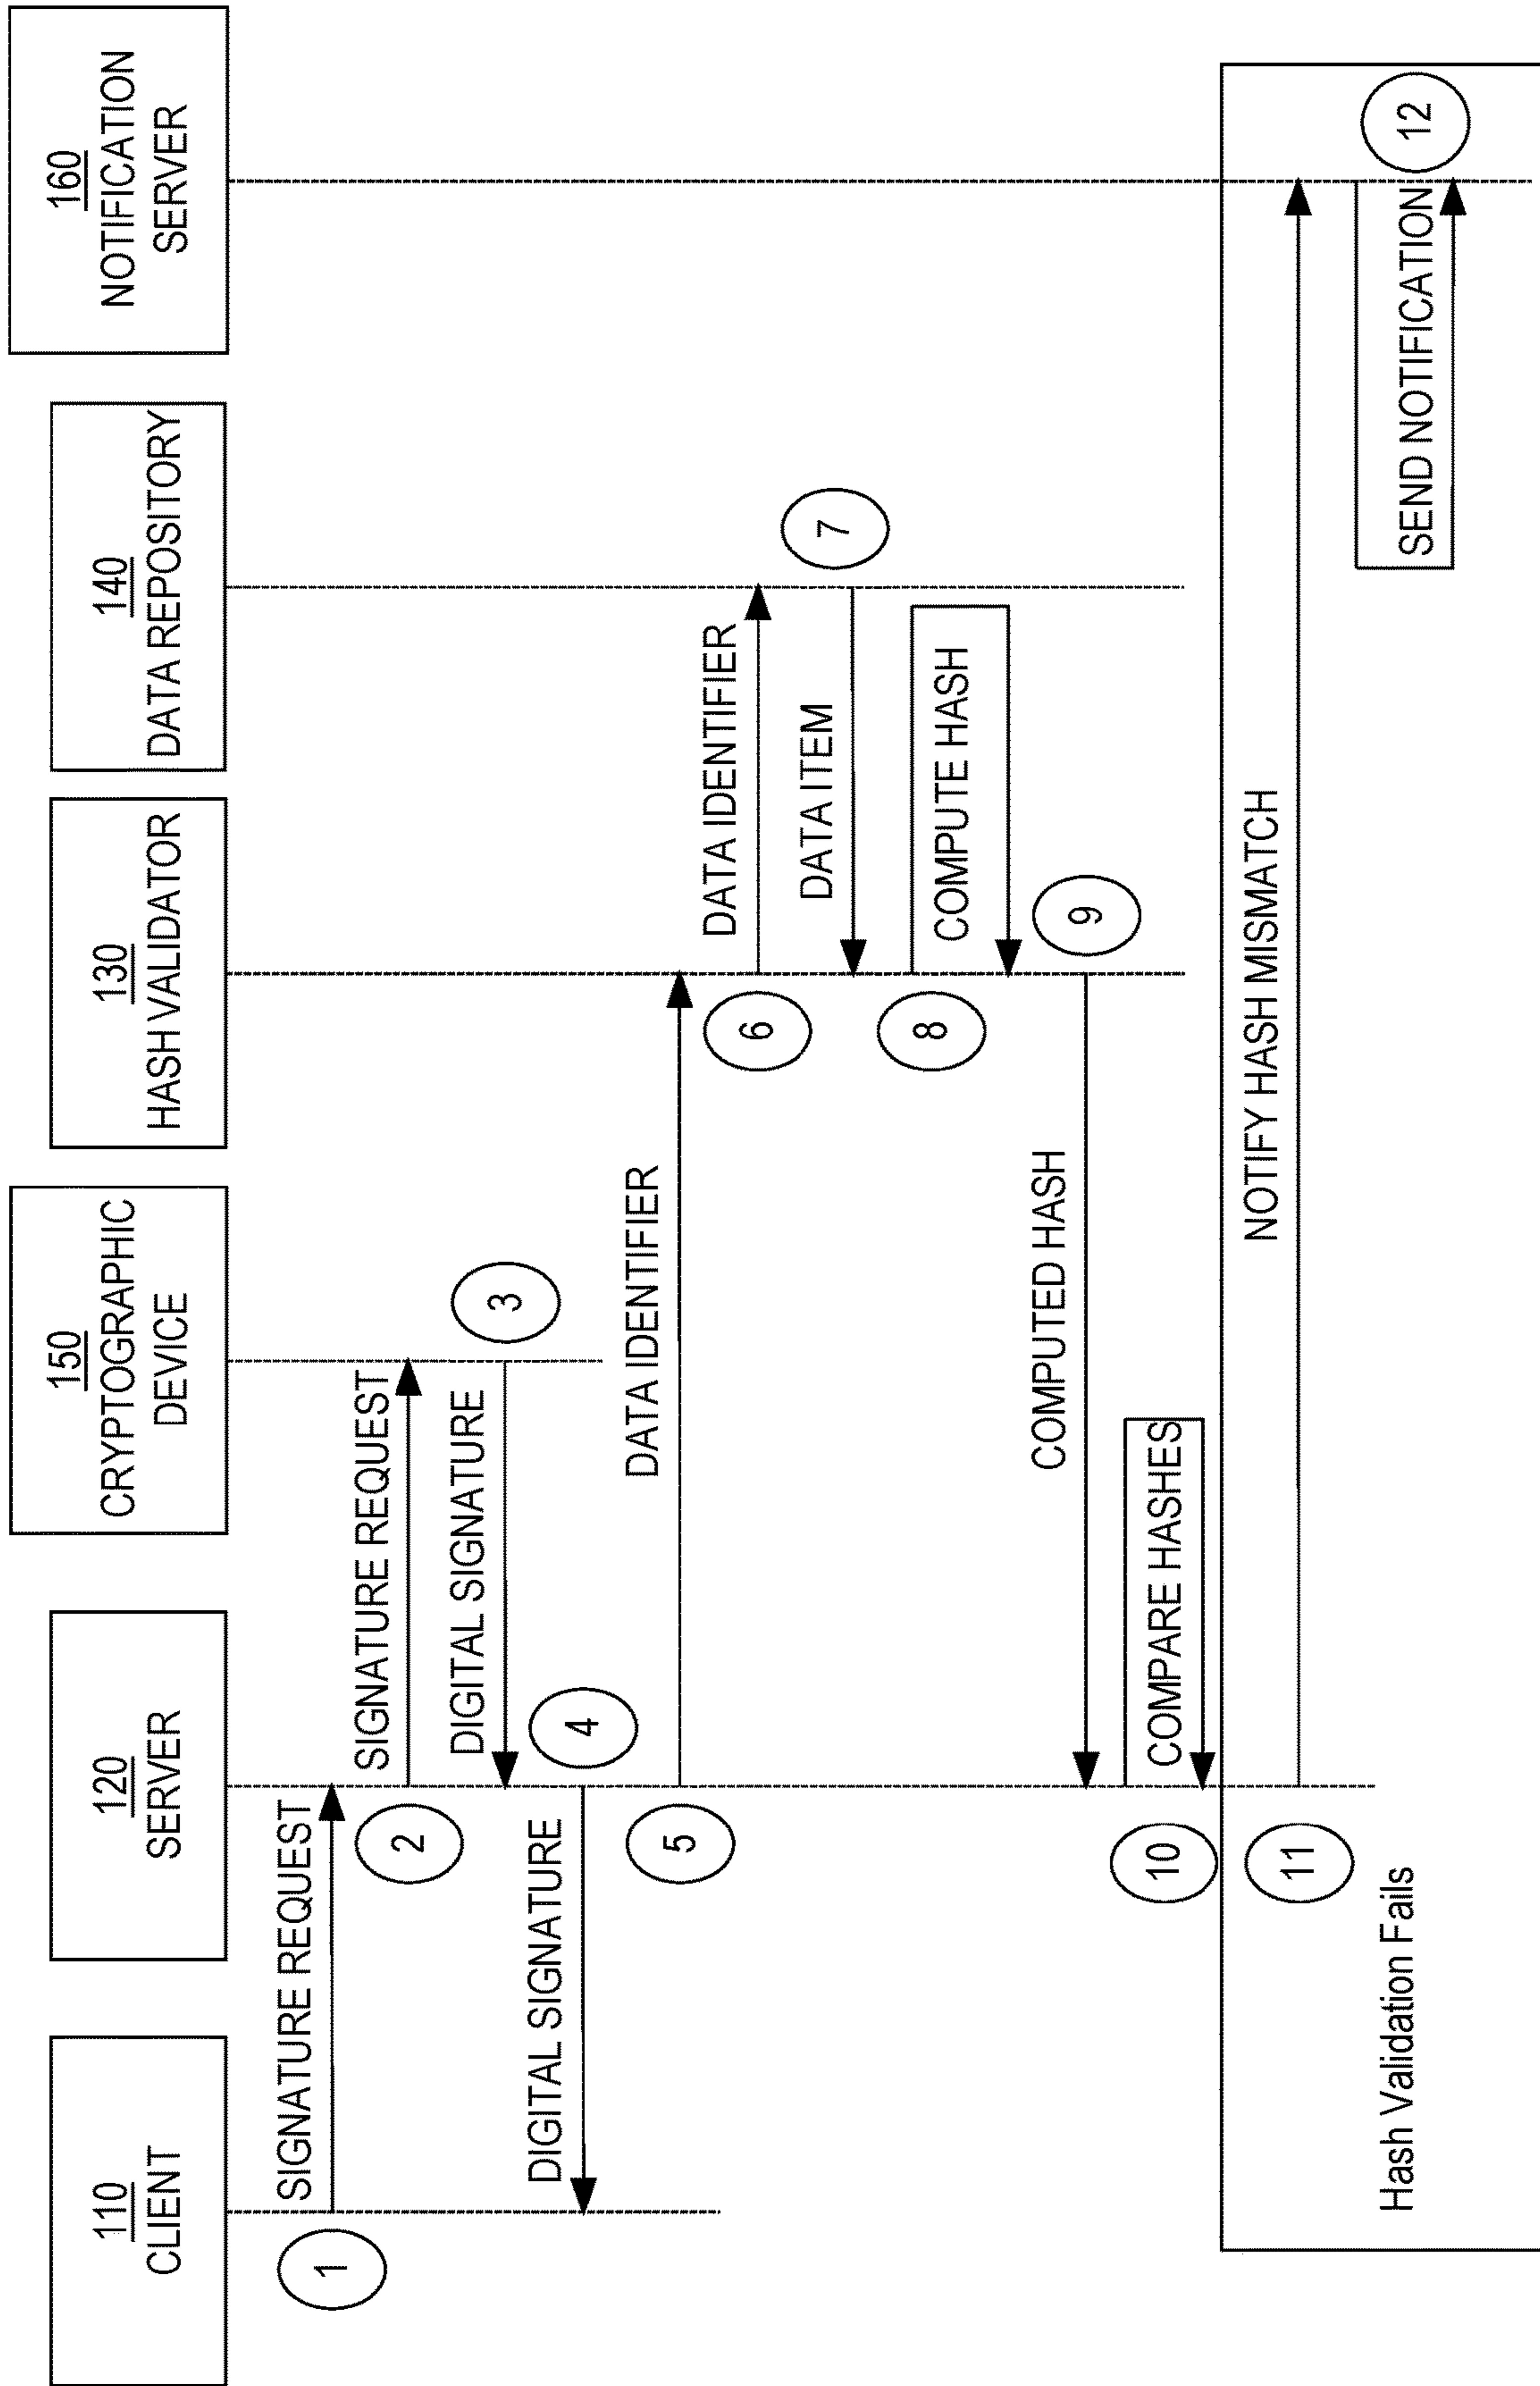 110
CLIENT
120
SERVER
150
CRYPTOGRAPHIC
DEVICE
130
HASH VALIDATOR
140
DATA REPOSITORY
160
NOTIFICATION
SERVER
1
SIGNATURE REQUEST
2
SIGNATURE REQUEST
3
DIGITAL SIGNATURE
4
DIGITAL SIGNATURE
5
DATA IDENTIFIER
6
DATA IDENTIFIER
7
DATA ITEM
8
COMPUTE HASH
9
COMPUTED HASH
10
COMPARE HASHES
11
NOTIFY HASH MISMATCH
12
SEND NOTIFICATION
Hash Validation Fails